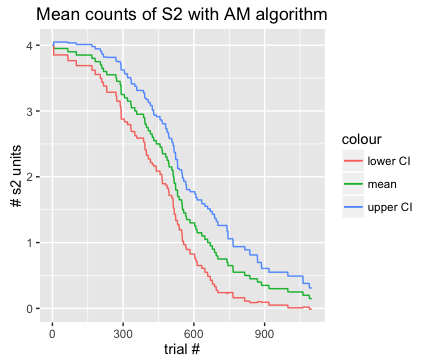 Mean counts of S2 with AM algorithm
# s2 units
4
3
2
1
0
0 300 600 900
trial #
colour
lower CI
mean
upper CI